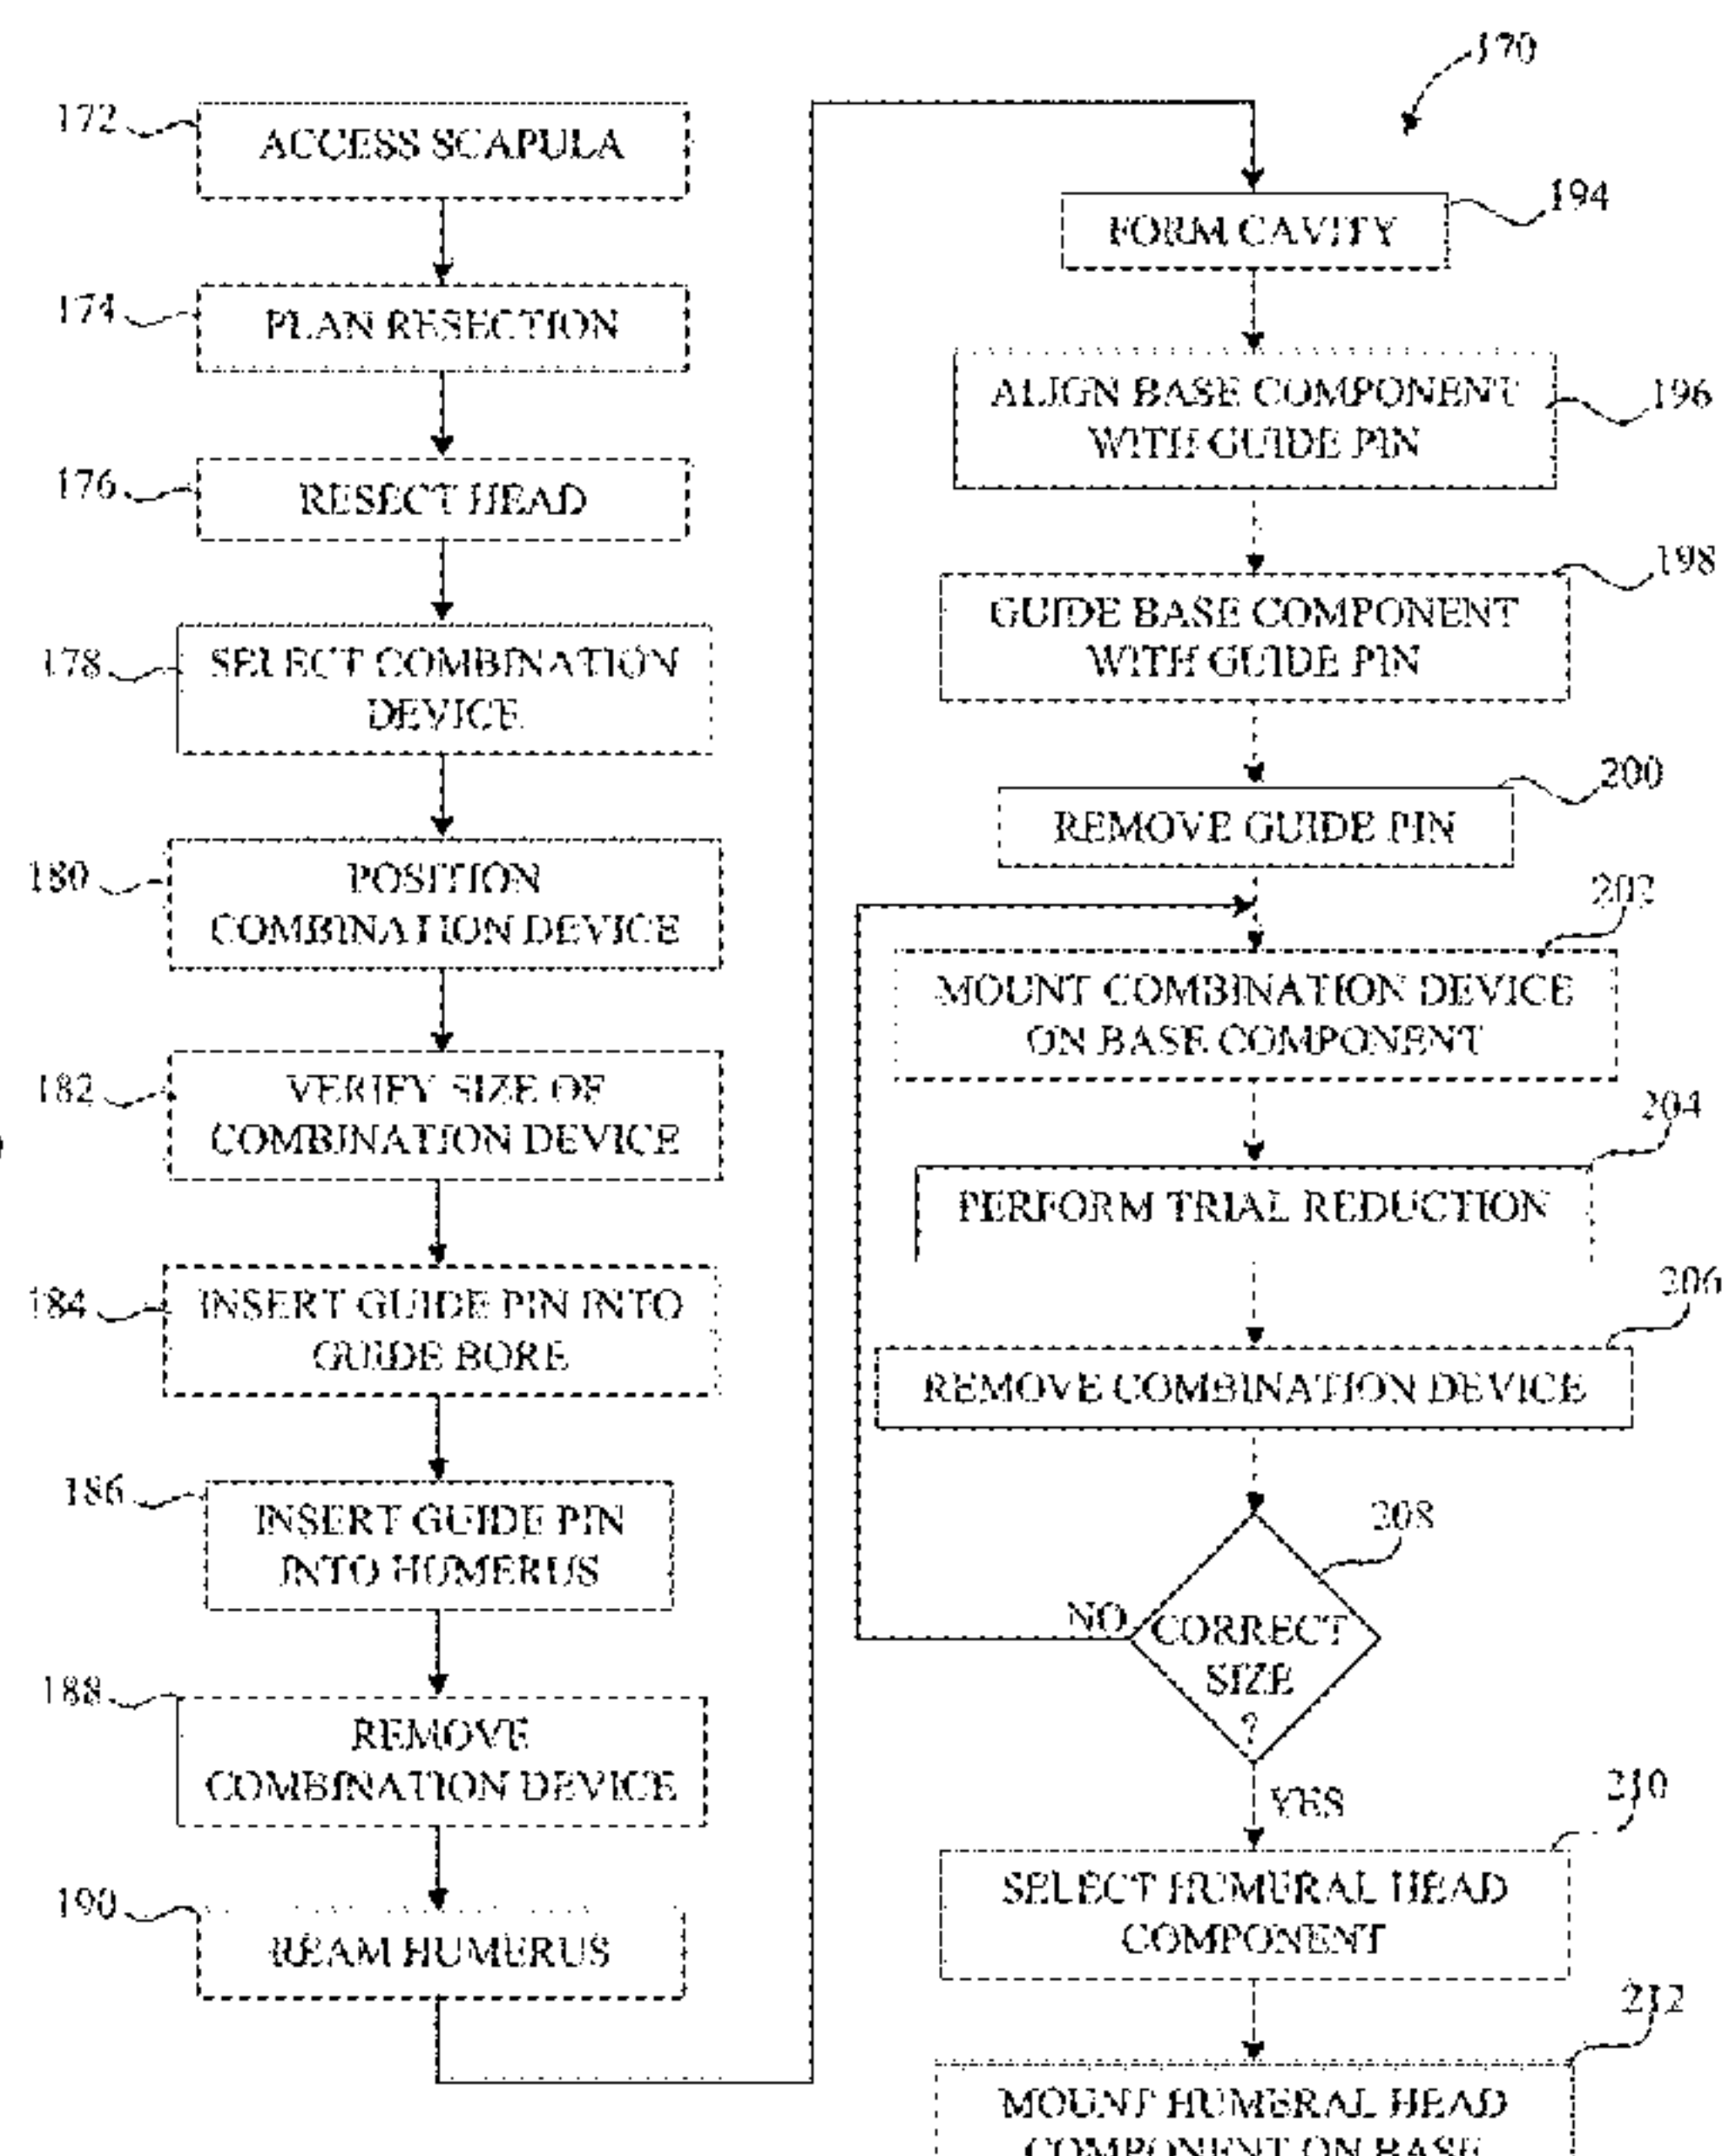 170
172
ACCESS SCAPULA
174
PLAN RESECTION
176
RESECT HEAD
178
SELECT COMBINATION
DEVICE
180
POSITION
COMBINATION DEVICE
182
VERIFY SIZE OF
COMBINATION DEVICE
184
INSERT GUIDE PIN INTO
GUIDE BORE
186
INSERT GUIDE PIN
INTO HUMERUS
188
REMOVE
COMBINATION DEVICE
190
REAM HUMERUS
194
FORM CAVITY
196
ALIGN BASE COMPONENT
WITH GUIDE PIN
198
GUIDE BASE COMPONENT
WITH GUIDE PIN
200
REMOVE GUIDE PIN
202
MOUNT COMBINATION DEVICE
ON BASE COMPONENT
204
PERFORM TRIAL REDUCTION
206
REMOVE COMBINATION DEVICE
208
NO
CORRECT
SIZE
?
YES
210
SELECT HUMERAL HEAD
COMPONENT
212
MOUNT HUMERAL HEAD
COMPONENT ON BASE